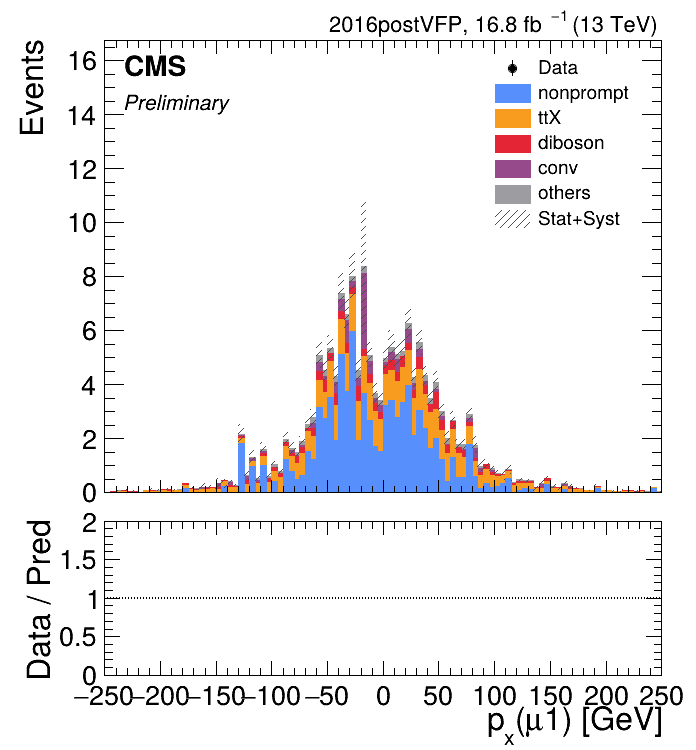 2016postVFP, 16.8 fb⁻¹ (13 TeV)
Events
CMS
Preliminary
Data
nonprompt
ttX
diboson
conv
others
Stat+Syst
16
14
12
10
8
6
4
2
0
Data / Pred
2
1.5
1
0.5
0
−250 −200 −150 −100 −50 0 50 100 150 200 250
pₓ(μ1) [GeV]